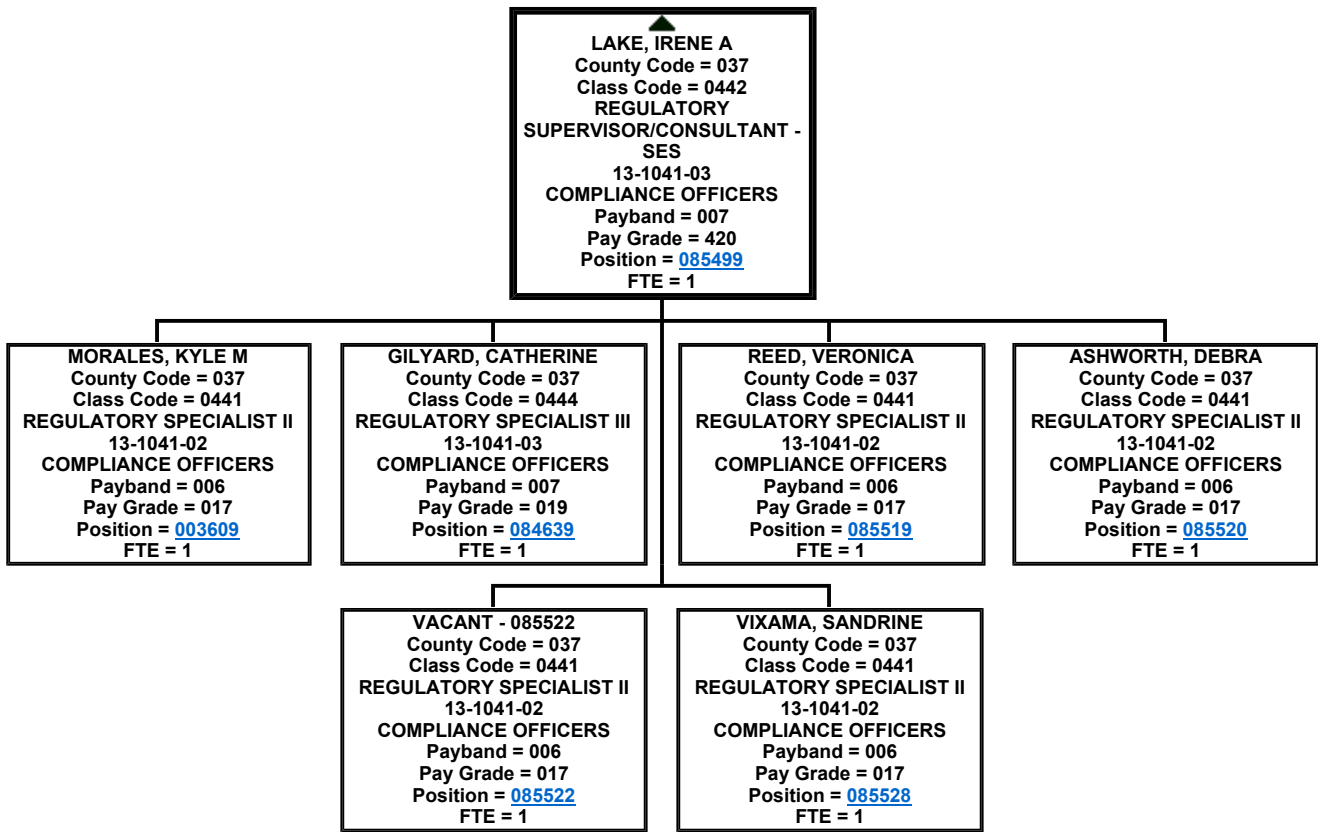 LAKE, IRENE A
County Code = 037
Class Code = 0442
REGULATORY
SUPERVISOR/CONSULTANT -
SES
13-1041-03
COMPLIANCE OFFICERS
Payband = 007
Pay Grade = 420
Position = 085499
FTE = 1
MORALES, KYLE M
County Code = 037
Class Code = 0441
REGULATORY SPECIALIST II
13-1041-02
COMPLIANCE OFFICERS
Payband = 006
Pay Grade = 017
Position = 003609
FTE = 1
GILYARD, CATHERINE
County Code = 037
Class Code = 0444
REGULATORY SPECIALIST III
13-1041-03
COMPLIANCE OFFICERS
Payband = 007
Pay Grade = 019
Position = 084639
FTE = 1
REED, VERONICA
County Code = 037
Class Code = 0441
REGULATORY SPECIALIST II
13-1041-02
COMPLIANCE OFFICERS
Payband = 006
Pay Grade = 017
Position = 085519
FTE = 1
ASHWORTH, DEBRA
County Code = 037
Class Code = 0441
REGULATORY SPECIALIST II
13-1041-02
COMPLIANCE OFFICERS
Payband = 006
Pay Grade = 017
Position = 085520
FTE = 1
VACANT - 085522
County Code = 037
Class Code = 0441
REGULATORY SPECIALIST II
13-1041-02
COMPLIANCE OFFICERS
Payband = 006
Pay Grade = 017
Position = 085522
FTE = 1
VIXAMA, SANDRINE
County Code = 037
Class Code = 0441
REGULATORY SPECIALIST II
13-1041-02
COMPLIANCE OFFICERS
Payband = 006
Pay Grade = 017
Position = 085528
FTE = 1